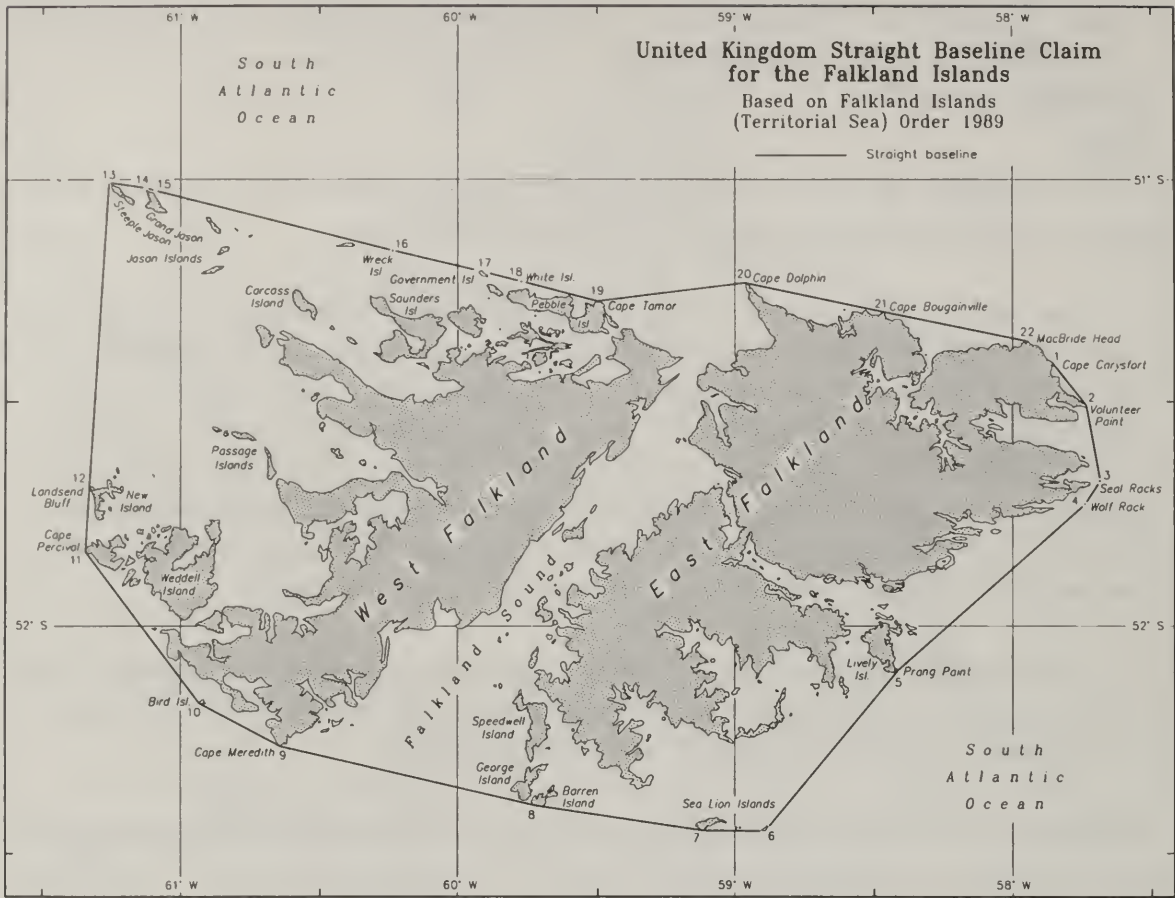 61° W
60° W
59° W
58° W
United Kingdom Straight Baseline Claim
for the Falkland Islands
Based on Falkland Islands
(Territorial Sea) Order 1989
Straight baseline
South
Atlantic
Ocean
51° S
13
14
15
Steeple Jason
Grand Jason
Jason Islands
16
Wreck
Isl
17
Government Isl
18
White Isl.
19
Cape Tamar
20
Cape Dolphin
21
Cape Bougainville
22
MacBride Head
1
Cape Carysfort
2
Volunteer
Point
3
Seal Rocks
4
Wolf Rock
Carcass
Island
Saunders
Isl
Pebble
Isl
Passage
Islands
12
Landsend
Bluff
New
Island
Cape
Percival
11
Weddell
Island
West Falkland
East Falkland
Falkland Sound
52° S
Lively
Isl.
Prong Point
5
Bird Isl.
10
Cape Meredith
9
Speedwell
Island
George
Island
Barren
Island
8
Sea Lion Islands
7
6
South
Atlantic
Ocean
61° W
60° W
59° W
58° W